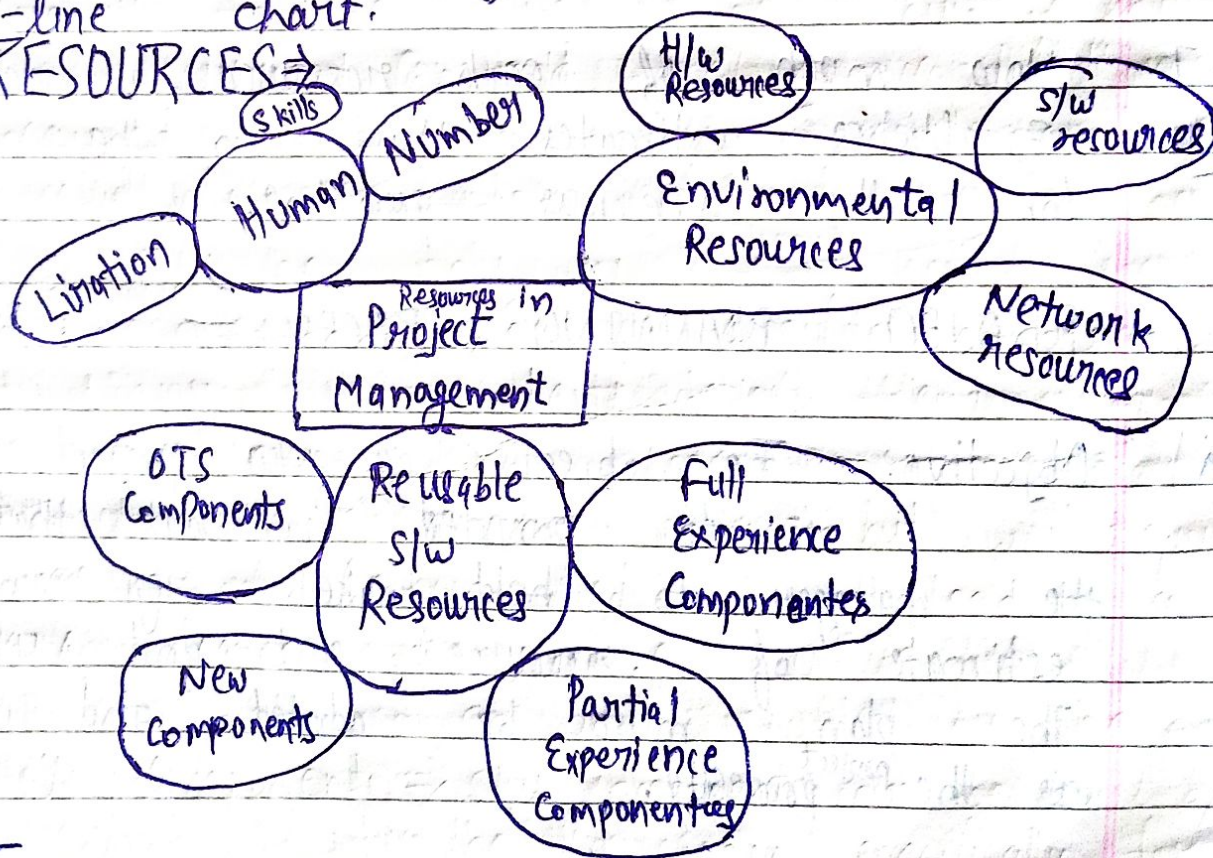 -line chart.
RESOURCES⇒
Skills
Number
Human
Liration
H/w
Resources
S/w
resources
Environmental
Resources
Network
resources
Resources in
Project
Management
OTS
Components
Reusable
S/w
Resources
Full
Experience
Componentes
New
Components
Partial
Experience
Componentes